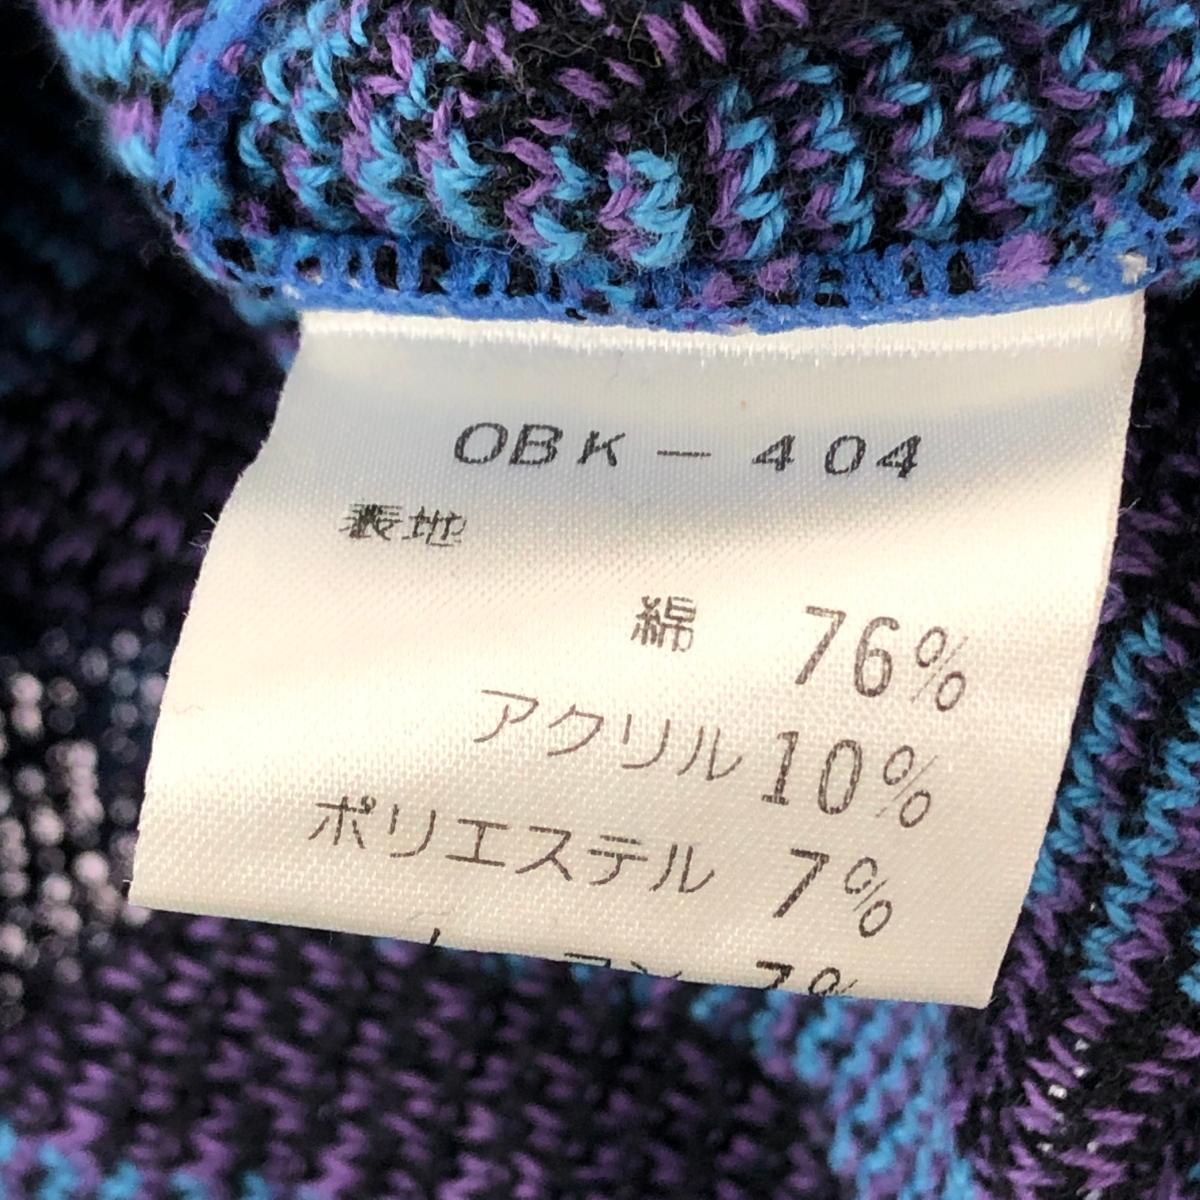 OBK-404
表地
綿 76%
アクリル 10%
ポリエステル 7%